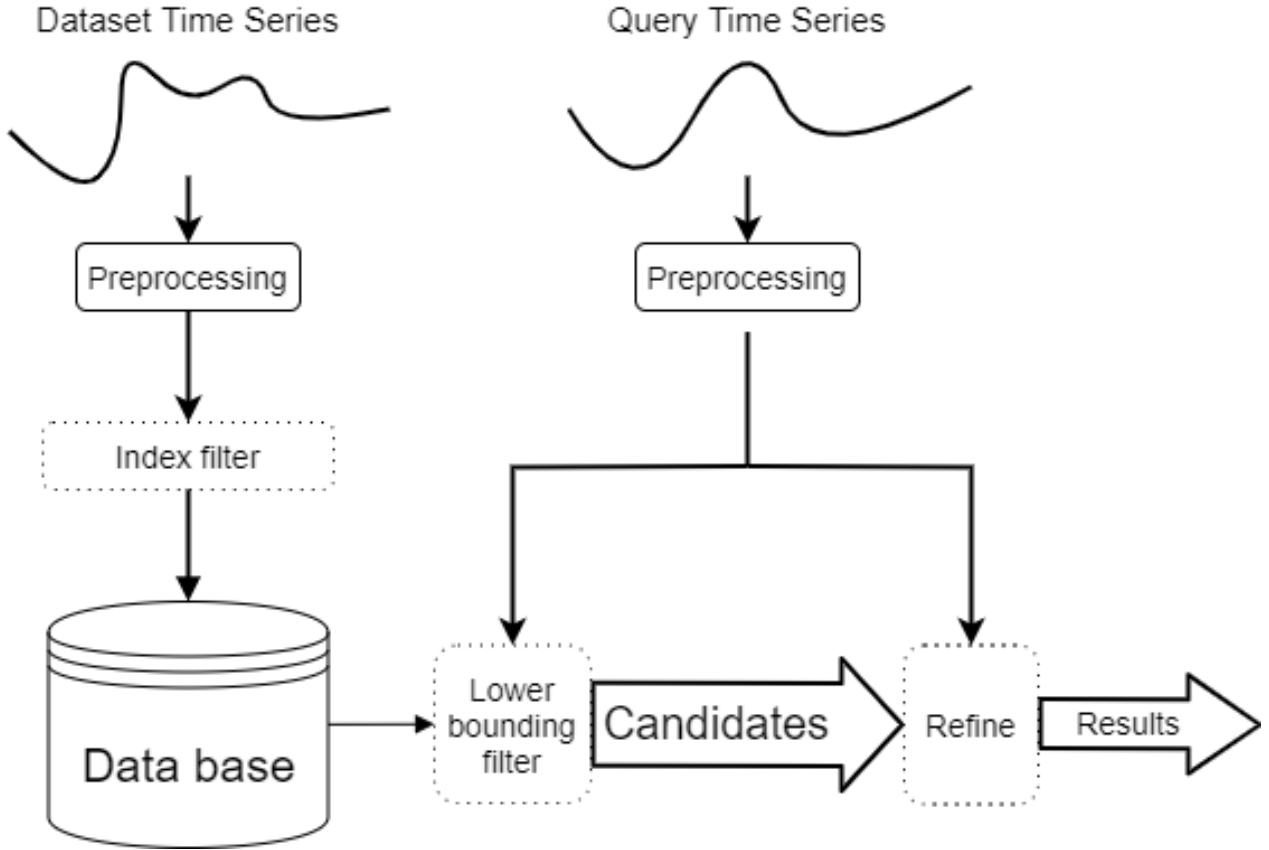 Dataset Time Series
Query Time Series
Preprocessing
Preprocessing
Index filter
Data base
Lower
bounding
filter
Candidates
Refine
Results